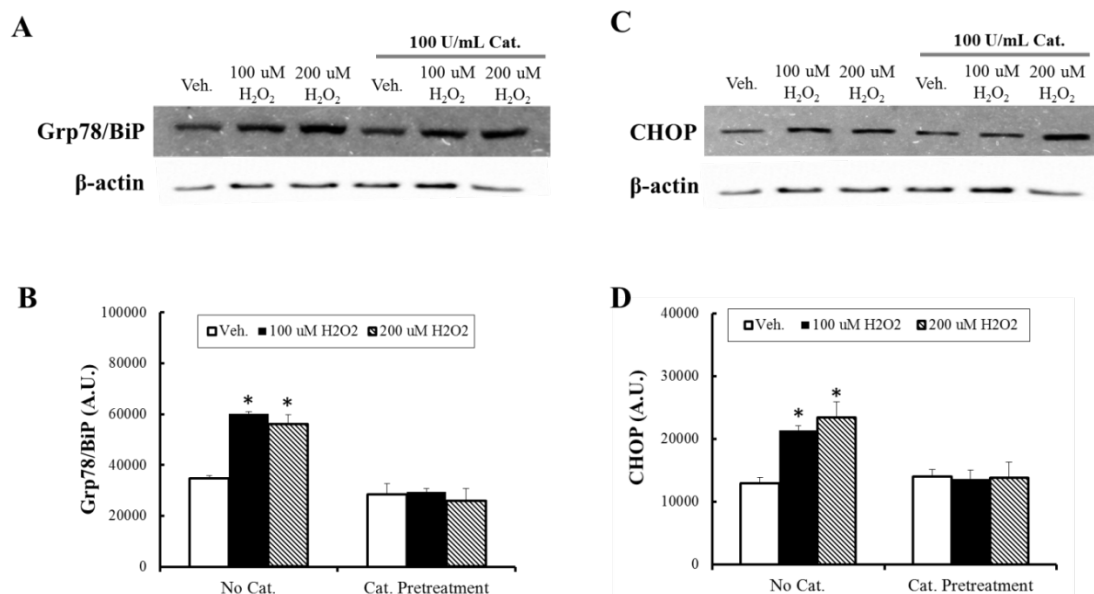 A
100 U/mL Cat.
Veh.
100 uM
H₂O₂
200 uM
H₂O₂
Veh.
100 uM
H₂O₂
200 uM
H₂O₂
Grp78/BiP
β-actin
C
100 U/mL Cat.
Veh.
100 uM
H₂O₂
200 uM
H₂O₂
Veh.
100 uM
H₂O₂
200 uM
H₂O₂
CHOP
β-actin
B
Grp78/BiP (A.U.)
100000
80000
60000
40000
20000
0
Veh. 100 uM H2O2 200 uM H2O2
* *
No Cat. Cat. Pretreatment
D
CHOP (A.U.)
40000
30000
20000
10000
0
Veh. 100 uM H2O2 200 uM H2O2
* *
No Cat. Cat. Pretreatment